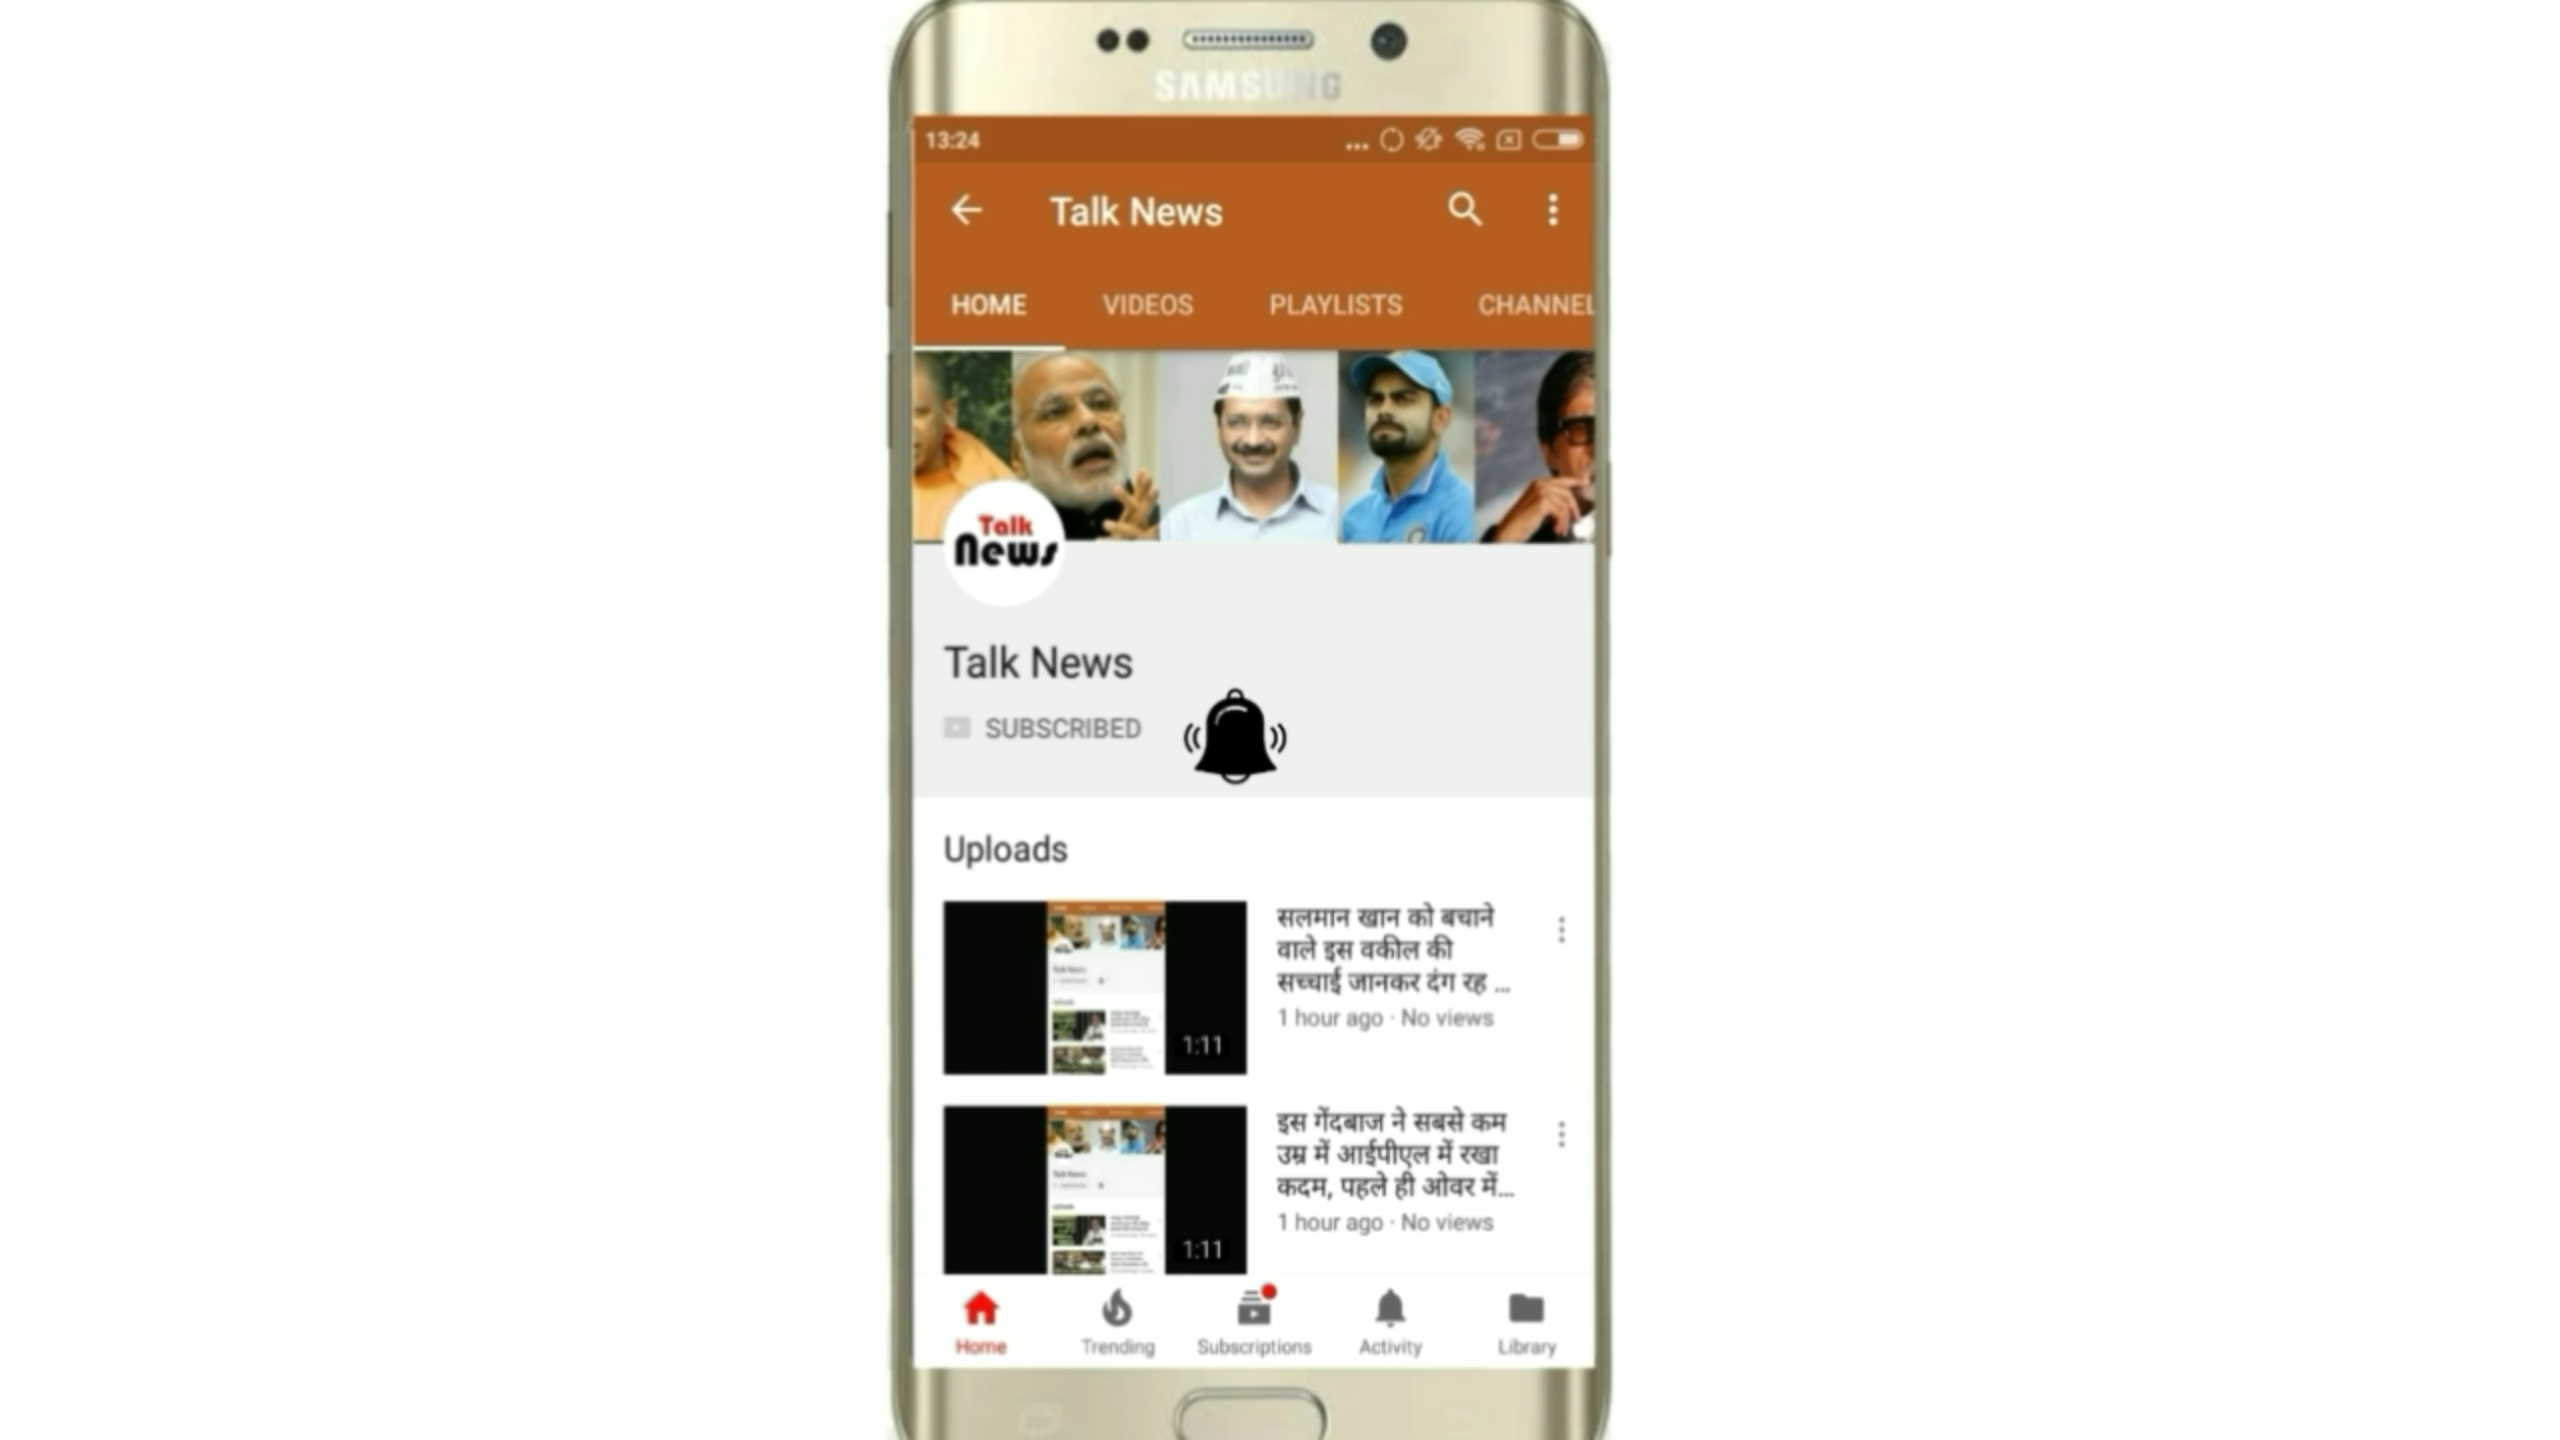 SAMSUNG
13:24
Talk News
HOME VIDEOS PLAYLISTS CHANNEL
Talk
News
Talk News
SUBSCRIBED
Uploads
सलमान खान को बचाने
वाले इस वकील की
सच्चाई जानकर दंग रह ...
1 hour ago · No views
1:11
इस गेंदबाज ने सबसे कम
उम्र में आईपीएल में रखा
कदम, पहले ही ओवर में...
1 hour ago · No views
1:11
Home Trending Subscriptions Activity Library